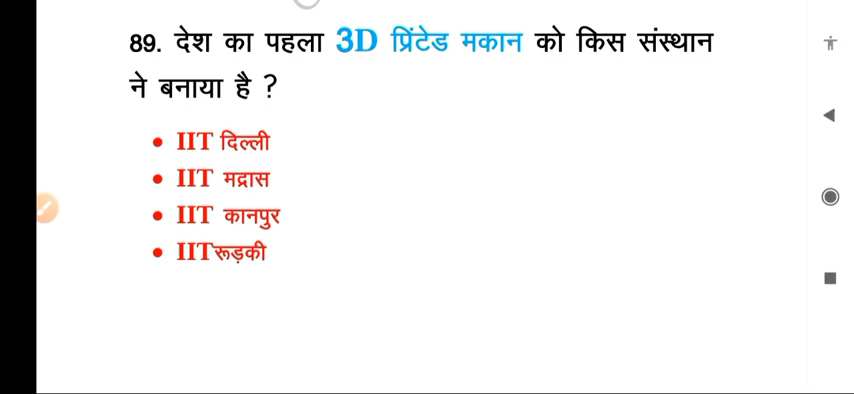 89. देश का पहला 3D प्रिंटेड मकान को किस संस्थान
ने बनाया है ?
• IIT दिल्ली
• IIT मद्रास
• IIT कानपुर
• IITरूड़की